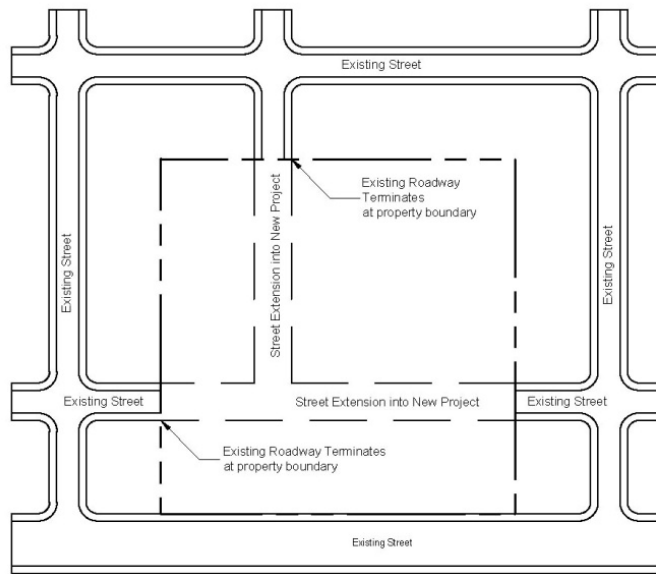 Existing Street
Existing Roadway
Terminates
at property boundary
Street Extension into New Project
Existing Street
Existing Street
Existing Street
Street Extension into New Project
Existing Street
Existing Roadway Terminates
at property boundary
Existing Street